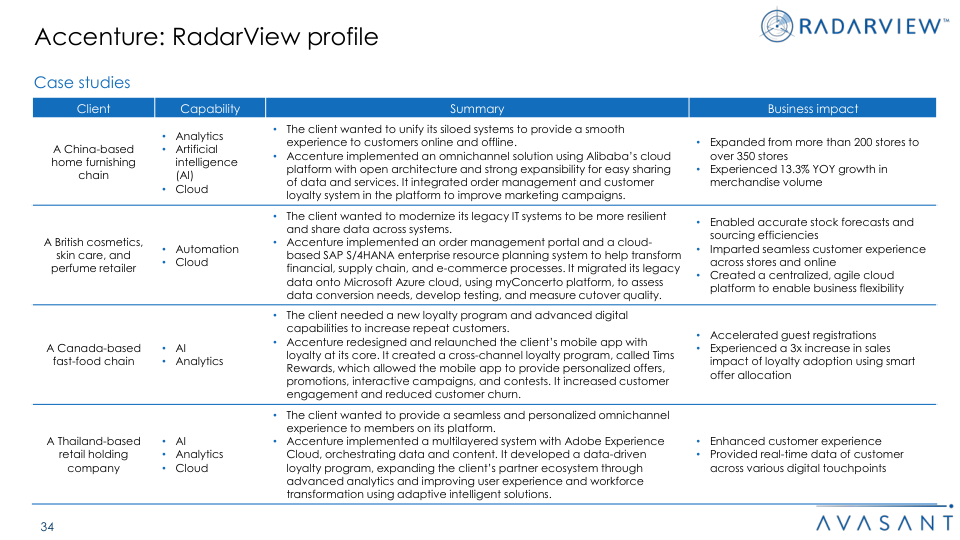 Accenture: RadarView profile
RADARVIEW™
Case studies
Client
Capability
Summary
Business impact
A China-based
home furnishing
chain
• Analytics
• Artificial
intelligence
(AI)
• Cloud
• The client wanted to unify its siloed systems to provide a smooth
experience to customers online and offline.
• Accenture implemented an omnichannel solution using Alibaba’s cloud
platform with open architecture and strong expansibility for easy sharing
of data and services. It integrated order management and customer
loyalty system in the platform to improve marketing campaigns.
• Expanded from more than 200 stores to
over 350 stores
• Experienced 13.3% YOY growth in
merchandise volume
A British cosmetics,
skin care, and
perfume retailer
• Automation
• Cloud
• The client wanted to modernize its legacy IT systems to be more resilient
and share data across systems.
• Accenture implemented an order management portal and a cloud-
based SAP S/4HANA enterprise resource planning system to help transform
financial, supply chain, and e-commerce processes. It migrated its legacy
data onto Microsoft Azure cloud, using myConcerto platform, to assess
data conversion needs, develop testing, and measure cutover quality.
• Enabled accurate stock forecasts and
sourcing efficiencies
• Imparted seamless customer experience
across stores and online
• Created a centralized, agile cloud
platform to enable business flexibility
A Canada-based
fast-food chain
• AI
• Analytics
• The client needed a new loyalty program and advanced digital
capabilities to increase repeat customers.
• Accenture redesigned and relaunched the client’s mobile app with
loyalty at its core. It created a cross-channel loyalty program, called Tims
Rewards, which allowed the mobile app to provide personalized offers,
promotions, interactive campaigns, and contests. It increased customer
engagement and reduced customer churn.
• Accelerated guest registrations
• Experienced a 3x increase in sales
impact of loyalty adoption using smart
offer allocation
A Thailand-based
retail holding
company
• AI
• Analytics
• Cloud
• The client wanted to provide a seamless and personalized omnichannel
experience to members on its platform.
• Accenture implemented a multilayered system with Adobe Experience
Cloud, orchestrating data and content. It developed a data-driven
loyalty program, expanding the client’s partner ecosystem through
advanced analytics and improving user experience and workforce
transformation using adaptive intelligent solutions.
• Enhanced customer experience
• Provided real-time data of customer
across various digital touchpoints
34
AVASANT